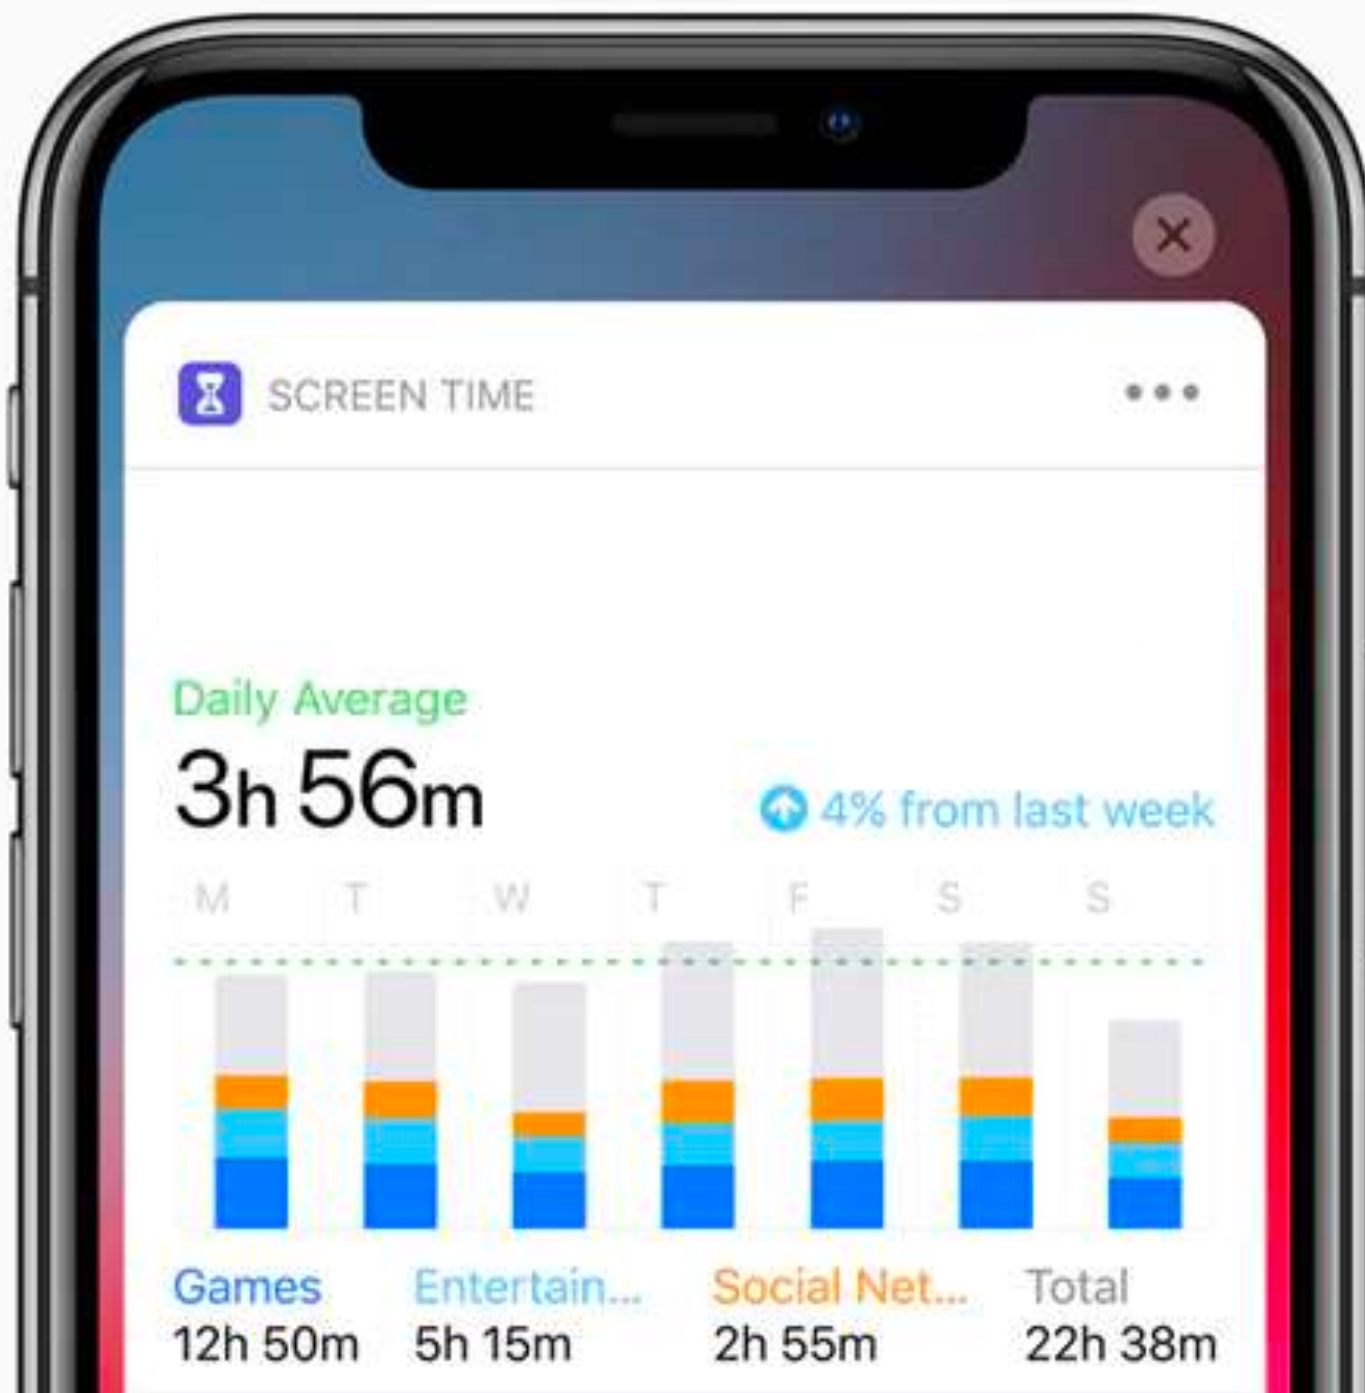 SCREEN TIME
Daily Average
3h 56m
4% from last week
M T W T F S S
Games Entertain... Social Net... Total
12h 50m 5h 15m 2h 55m 22h 38m